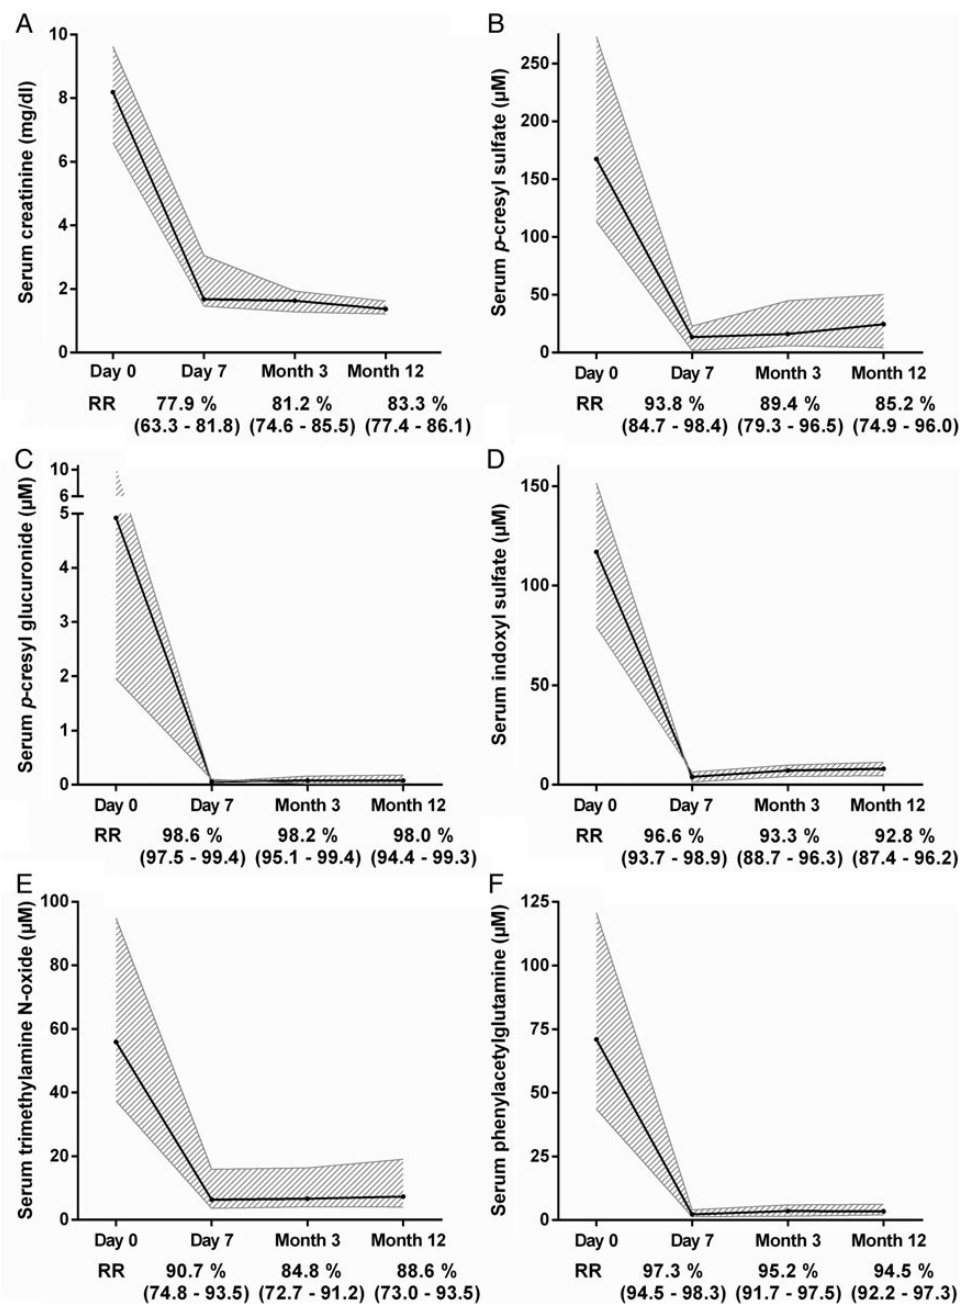 A
Serum creatinine (mg/dl)
10
8
6
4
2
0
Day 0 Day 7 Month 3 Month 12
RR 77.9 % 81.2 % 83.3 %
(63.3 - 81.8) (74.6 - 85.5) (77.4 - 86.1)
B
Serum p-cresyl sulfate (µM)
250
200
150
100
50
0
Day 0 Day 7 Month 3 Month 12
RR 93.8 % 89.4 % 85.2 %
(84.7 - 98.4) (79.3 - 96.5) (74.9 - 96.0)
C
Serum p-cresyl glucuronide (µM)
10
6
5
4
3
2
1
0
Day 0 Day 7 Month 3 Month 12
RR 98.6 % 98.2 % 98.0 %
(97.5 - 99.4) (95.1 - 99.4) (94.4 - 99.3)
D
Serum indoxyl sulfate (µM)
150
100
50
0
Day 0 Day 7 Month 3 Month 12
RR 96.6 % 93.3 % 92.8 %
(93.7 - 98.9) (88.7 - 96.3) (87.4 - 96.2)
E
Serum trimethylamine N-oxide (µM)
100
80
60
40
20
0
Day 0 Day 7 Month 3 Month 12
RR 90.7 % 84.8 % 88.6 %
(74.8 - 93.5) (72.7 - 91.2) (73.0 - 93.5)
F
Serum phenylacetylglutamine (µM)
125
100
75
50
25
0
Day 0 Day 7 Month 3 Month 12
RR 97.3 % 95.2 % 94.5 %
(94.5 - 98.3) (91.7 - 97.5) (92.2 - 97.3)